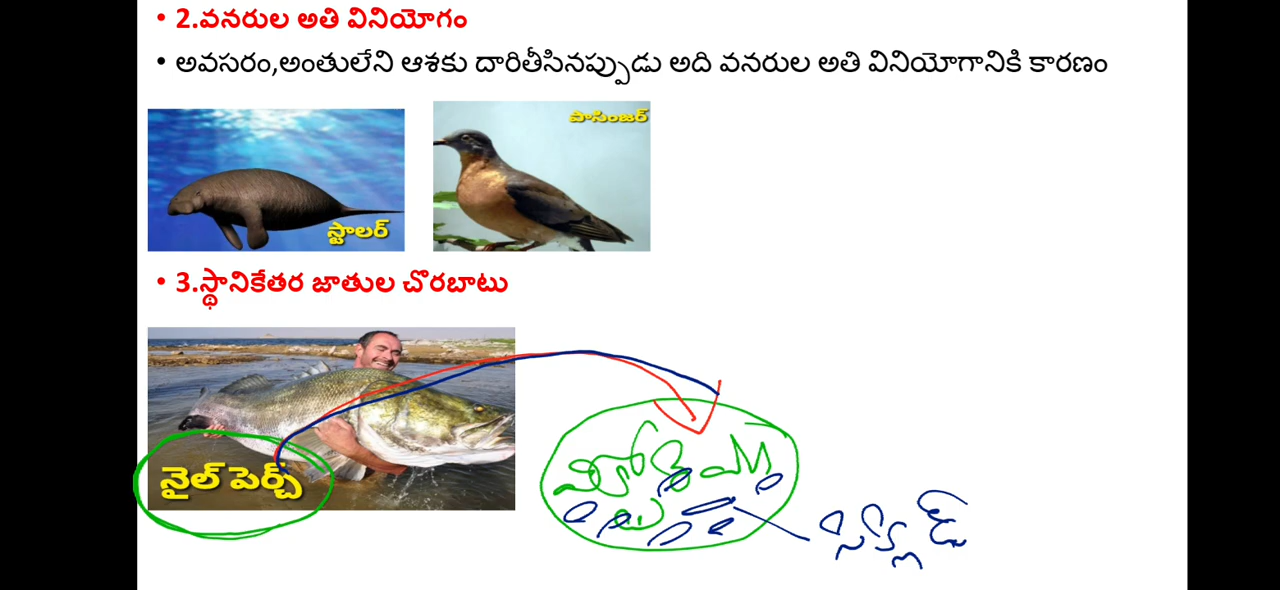 • 2.వనరుల అతి వినియోగం
• అవసరం,అంతులేని ఆశకు దారితీసినప్పుడు అది వనరుల అతి వినియోగానికి కారణం
స్టాలర్
పాసింజర్
• 3.స్థానికేతర జాతుల చొరబాటు
నైల్ పెర్చ్